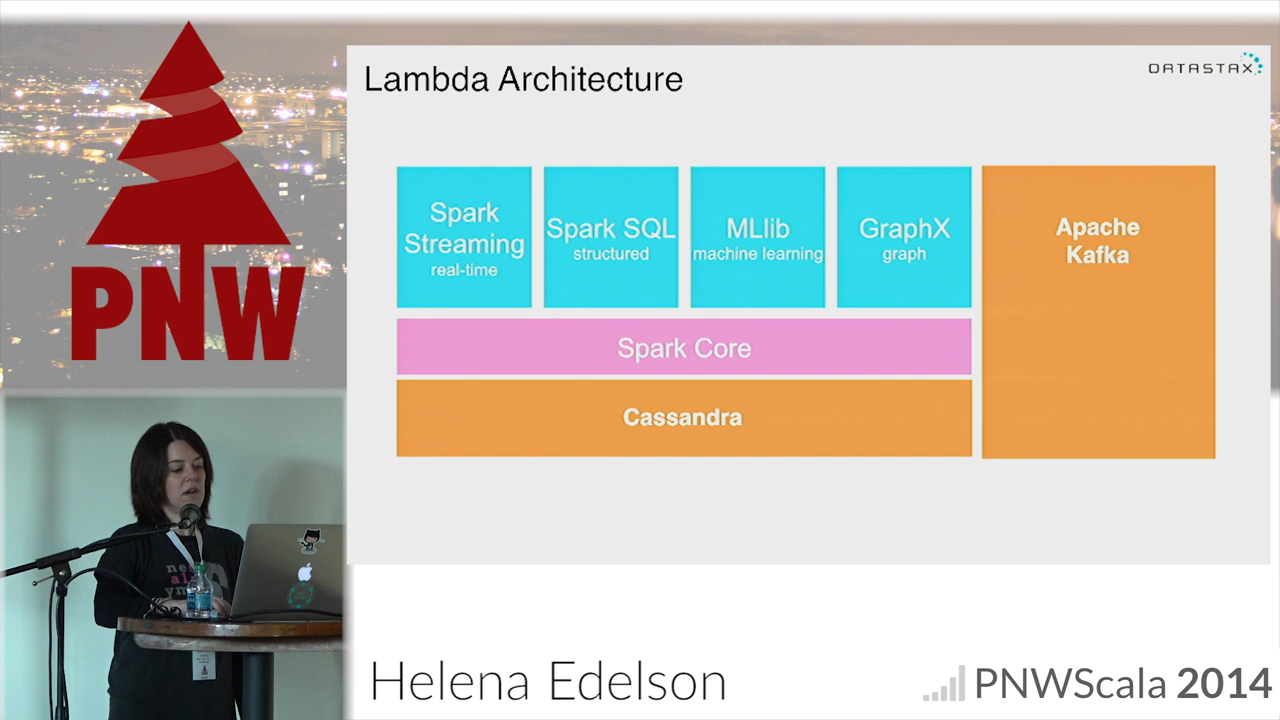 PNW
Lambda Architecture
DATASTAX
Spark
Streaming
real-time
Spark SQL
structured
MLlib
machine learning
GraphX
graph
Apache
Kafka
Spark Core
Cassandra
Helena Edelson
PNWScala 2014